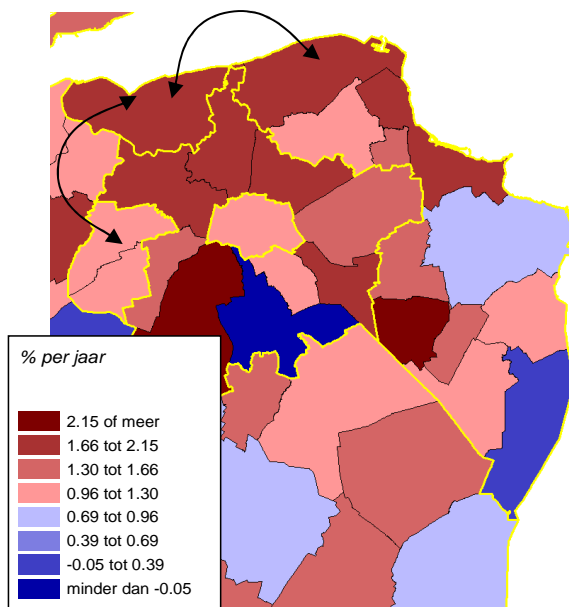 % per jaar
2.15 of meer
1.66 tot 2.15
1.30 tot 1.66
0.96 tot 1.30
0.69 tot 0.96
0.39 tot 0.69
-0.05 tot 0.39
minder dan -0.05